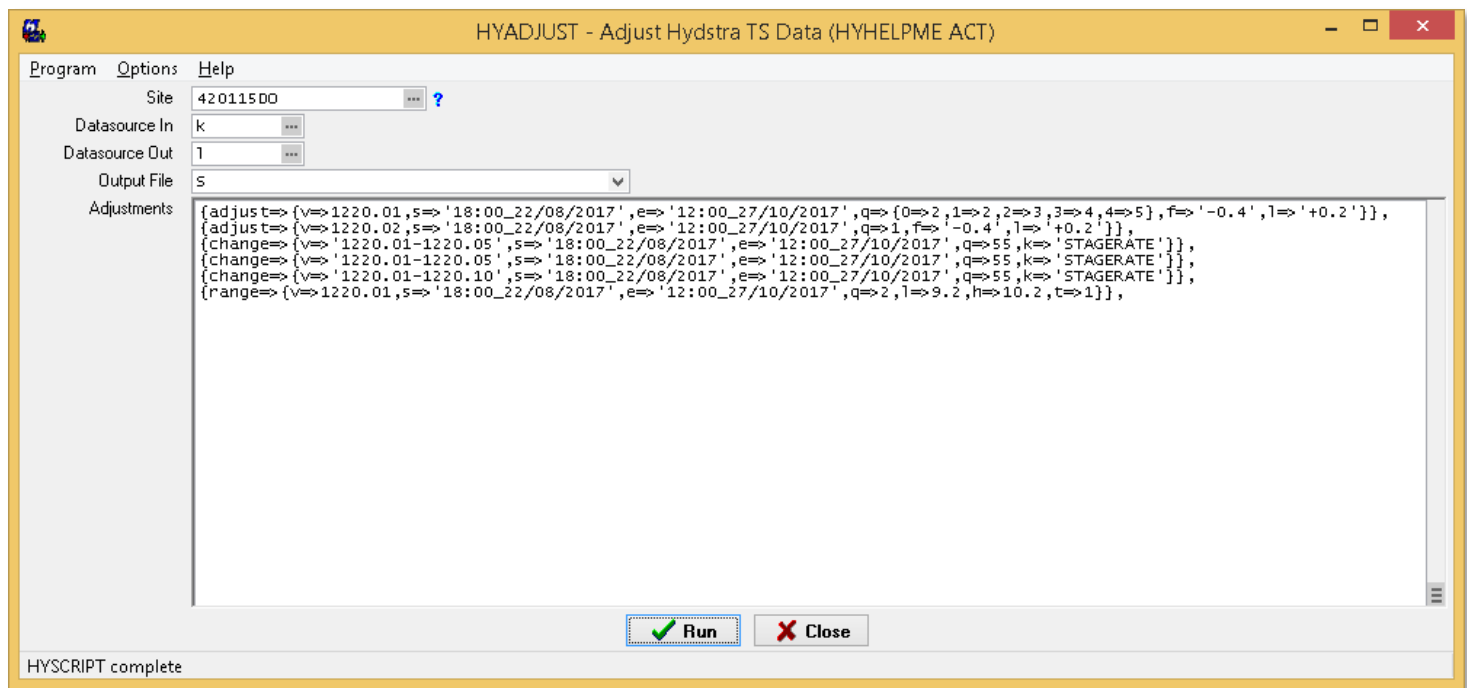 HYADJUST - Adjust Hydstra TS Data (HYHELPME ACT)
Program Options Help
Site 420115DO ... ?
Datasource In k ...
Datasource Out l ...
Output File S
Adjustments
{adjust=>{v=>1220.01,s=>'18:00_22/08/2017',e=>'12:00_27/10/2017',q=>{0=>2,1=>2,2=>3,3=>4,4=>5},f=>'-0.4',l=>'+0.2'}},
{adjust=>{v=>1220.02,s=>'18:00_22/08/2017',e=>'12:00_27/10/2017',q=>1,f=>'-0.4',l=>'+0.2'}},
{change=>{v=>'1220.01-1220.05',s=>'18:00_22/08/2017',e=>'12:00_27/10/2017',q=>55,k=>'STAGERATE'}},
{change=>{v=>'1220.01-1220.05',s=>'18:00_22/08/2017',e=>'12:00_27/10/2017',q=>55,k=>'STAGERATE'}},
{change=>{v=>'1220.01-1220.10',s=>'18:00_22/08/2017',e=>'12:00_27/10/2017',q=>55,k=>'STAGERATE'}},
{range=>{v=>1220.01,s=>'18:00_22/08/2017',e=>'12:00_27/10/2017',q=>2,l=>9.2,h=>10.2,t=>1}},
Run Close
HYSCRIPT complete